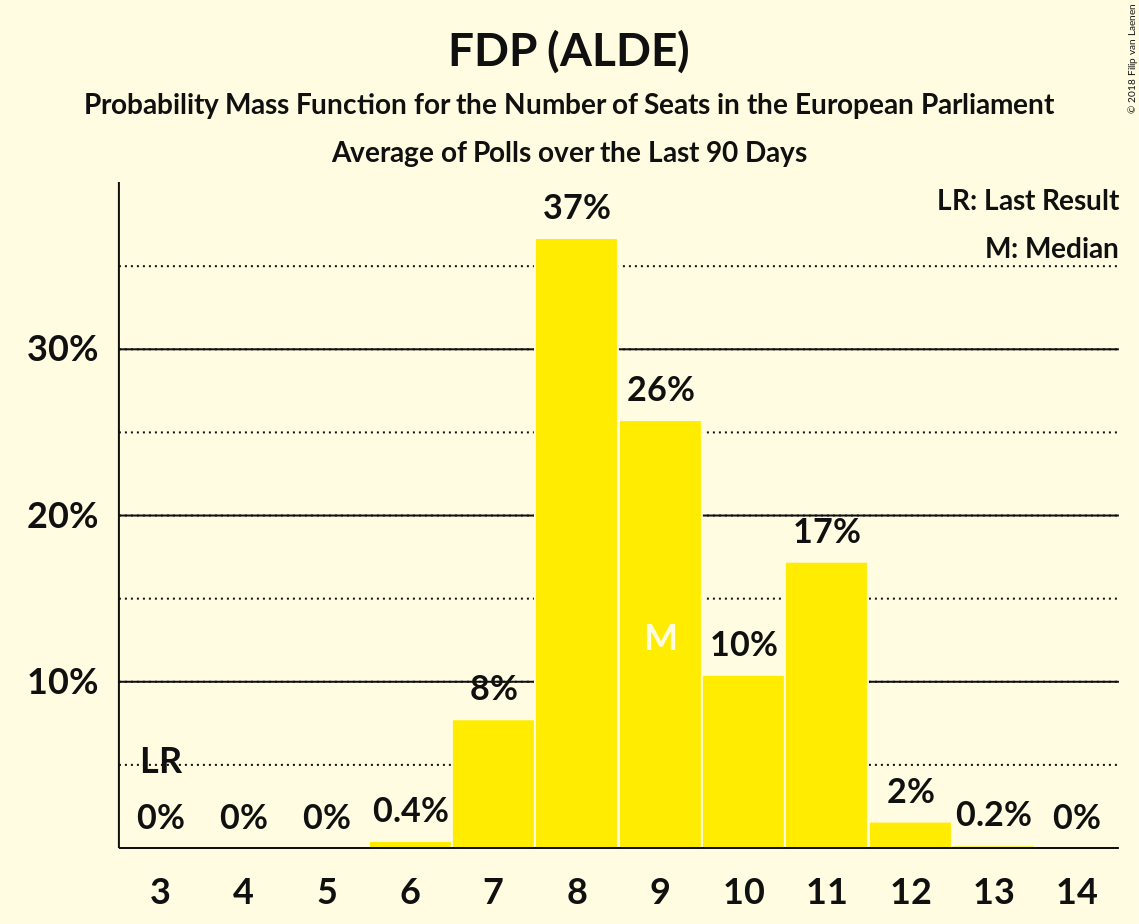 FDP (ALDE)
Probability Mass Function for the Number of Seats in the European Parliament
Average of Polls over the Last 90 Days
© 2018 Filip van Laenen
LR: Last Result
M: Median
37%
30%
26%
20%
17%
M
10%
10%
8%
LR
0%
0%
0%
0.4%
2%
0.2%
0%
3 4 5 6 7 8 9 10 11 12 13 14